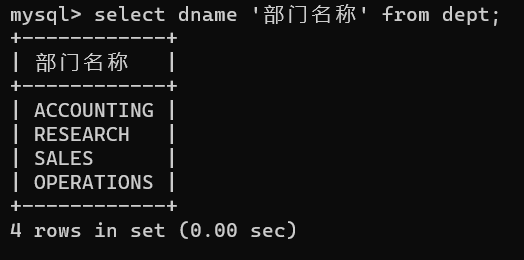 mysql> select dname '部门名称' from dept;
+------------+
| 部门名称   |
+------------+
| ACCOUNTING |
| RESEARCH   |
| SALES      |
| OPERATIONS |
+------------+
4 rows in set (0.00 sec)